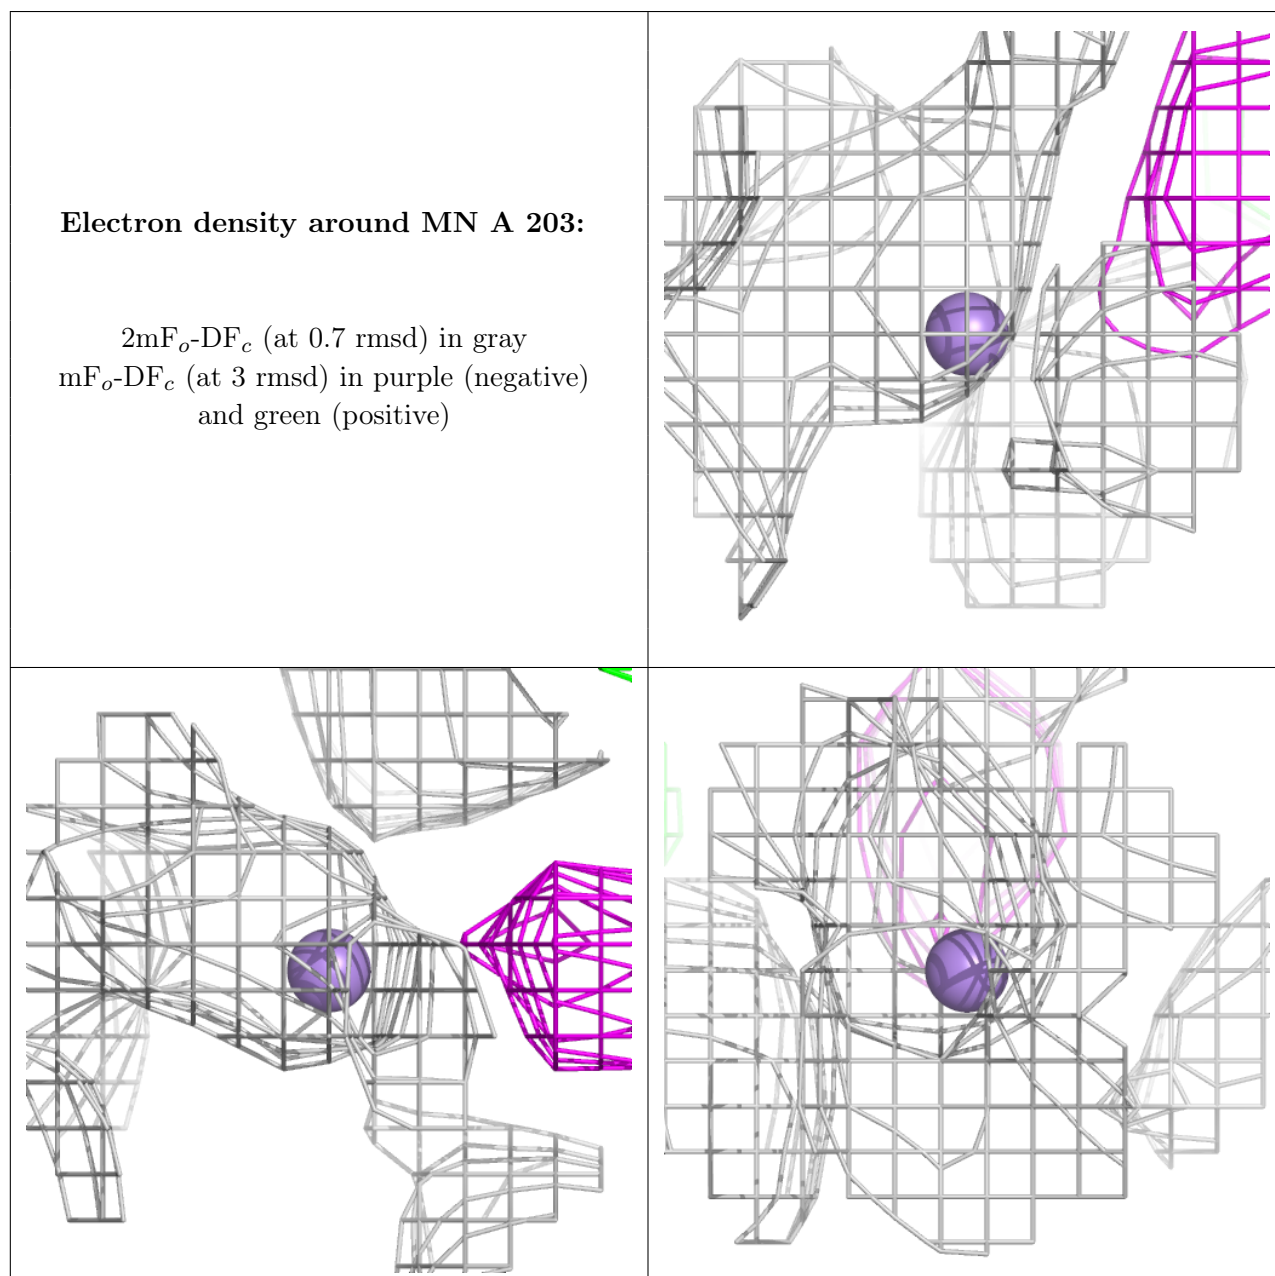 Electron density around MN A 203:
2mFo-DFc (at 0.7 rmsd) in gray
mFo-DFc (at 3 rmsd) in purple (negative)
and green (positive)